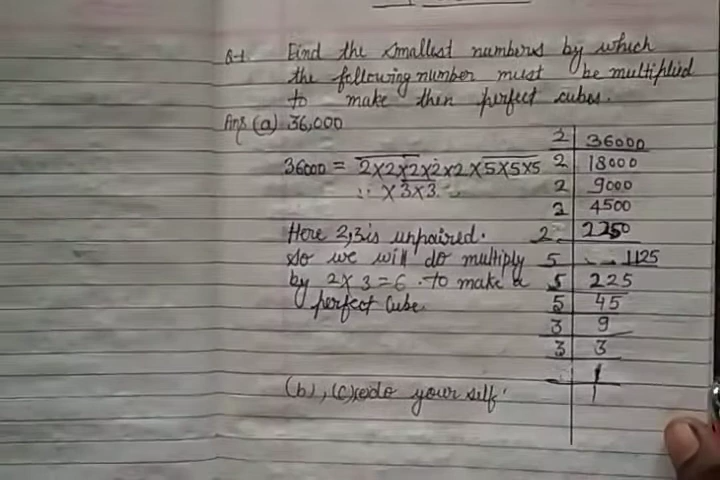 Q-1. Find the smallest numbers by which
the following number must be multiplied
to make then perfect cubes.
Ans (a) 36,000
36000 = 2×2×2×2×2×5×5×5
×3×3
Here 2,3 is unpaired.
so we will do multiply
by 2×3=6. to make a
perfect Cube.
2 | 36000
2 | 18000
2 | 9000
2 | 4500
2 | 2250
5 | 1125
5 | 225
5 | 45
3 | 9
3 | 3
1
(b), (c) do your self.